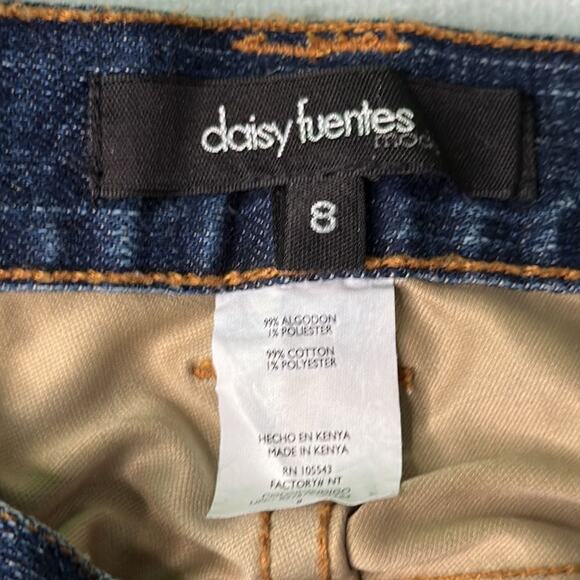 daisy fuentes
8
99% ALGODON
1% POLIESTER
99% COTTON
1% POLYESTER
HECHO EN KENYA
MADE IN KENYA
RN 105543
FACTORY# NT